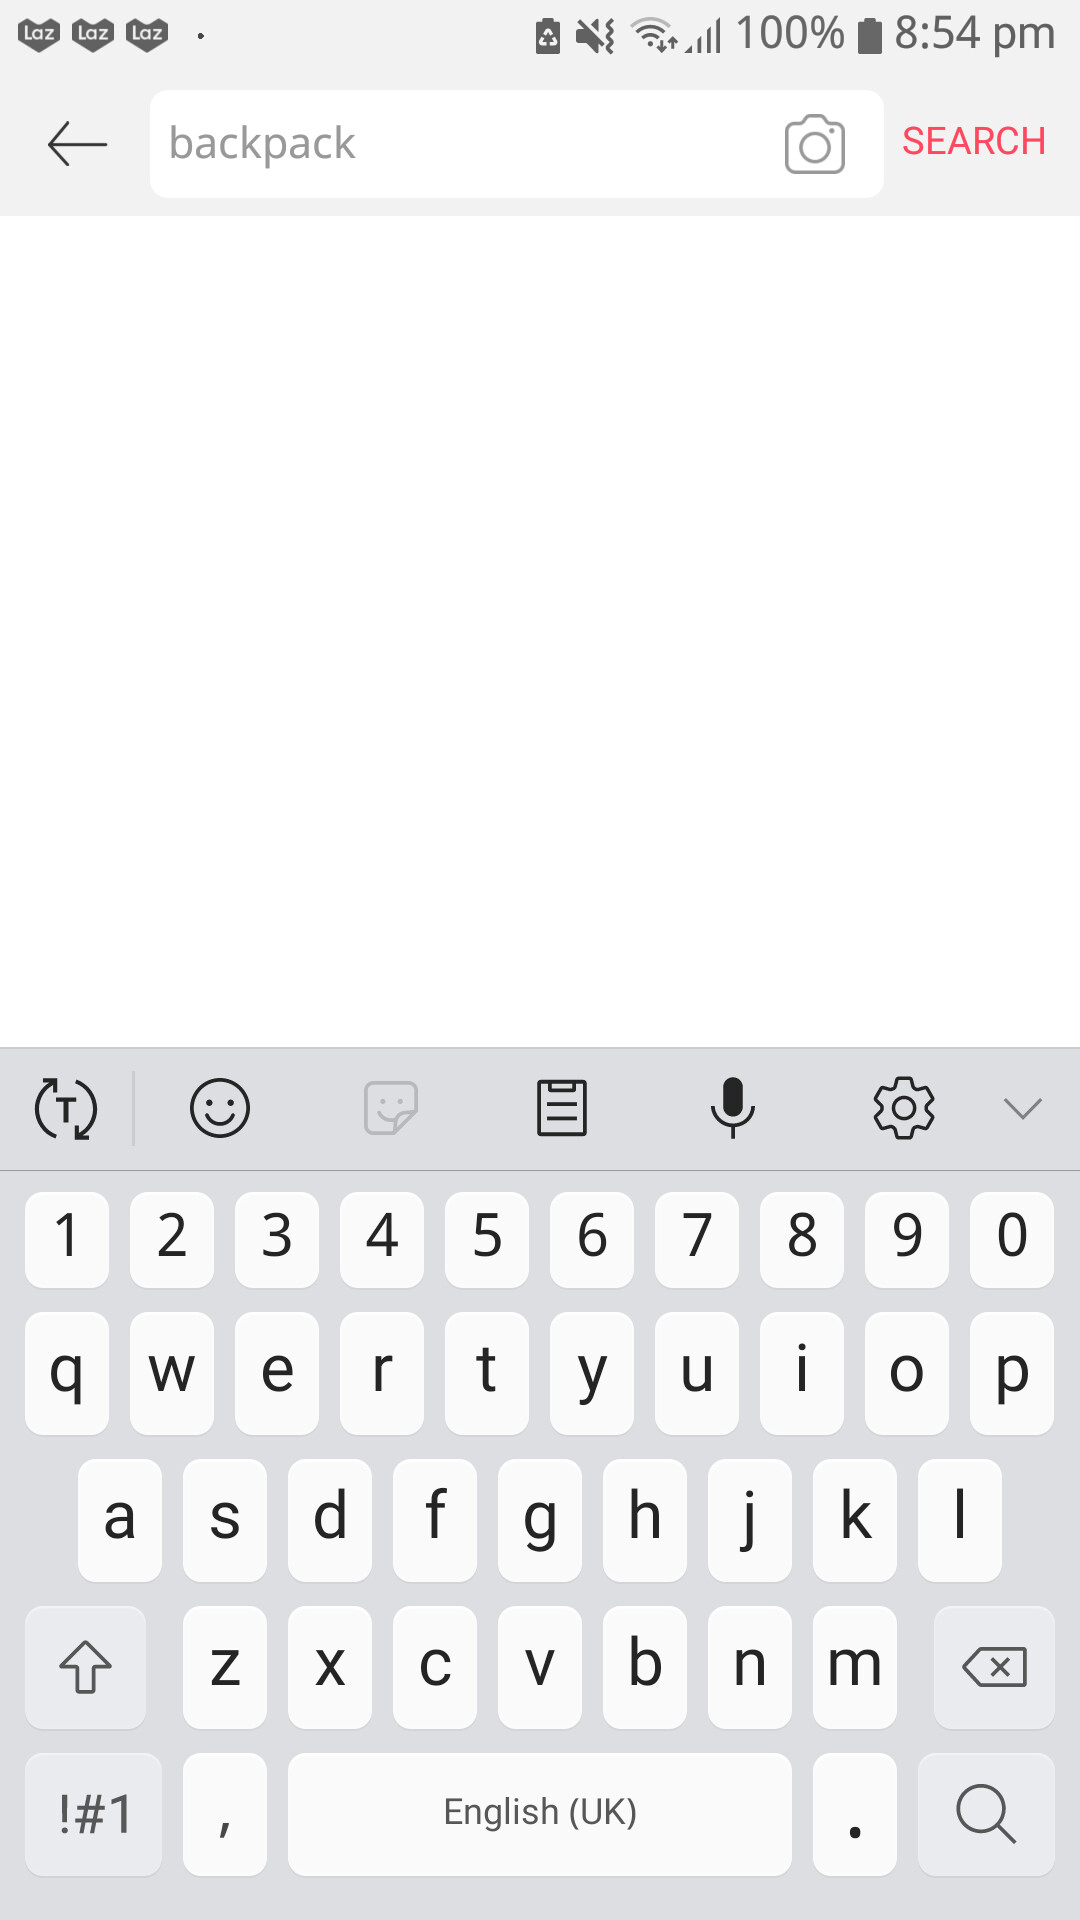 Laz Laz Laz 100% 8:54 pm
backpack SEARCH
T
1 2 3 4 5 6 7 8 9 0
q w e r t y u i o p
a s d f g h j k l
z x c v b n m
!#1 , English (UK) .